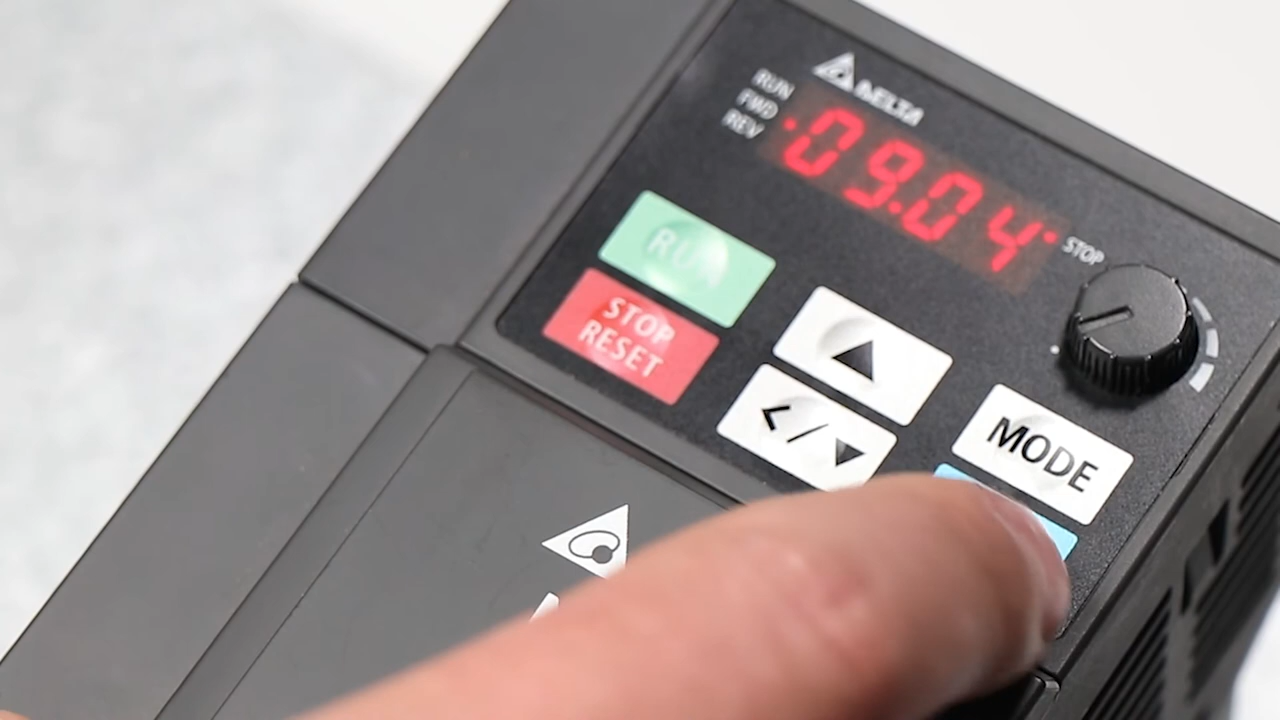 DELTA
RUN
FWD
REV
09.04
STOP
RUN
STOP
RESET
</
MODE